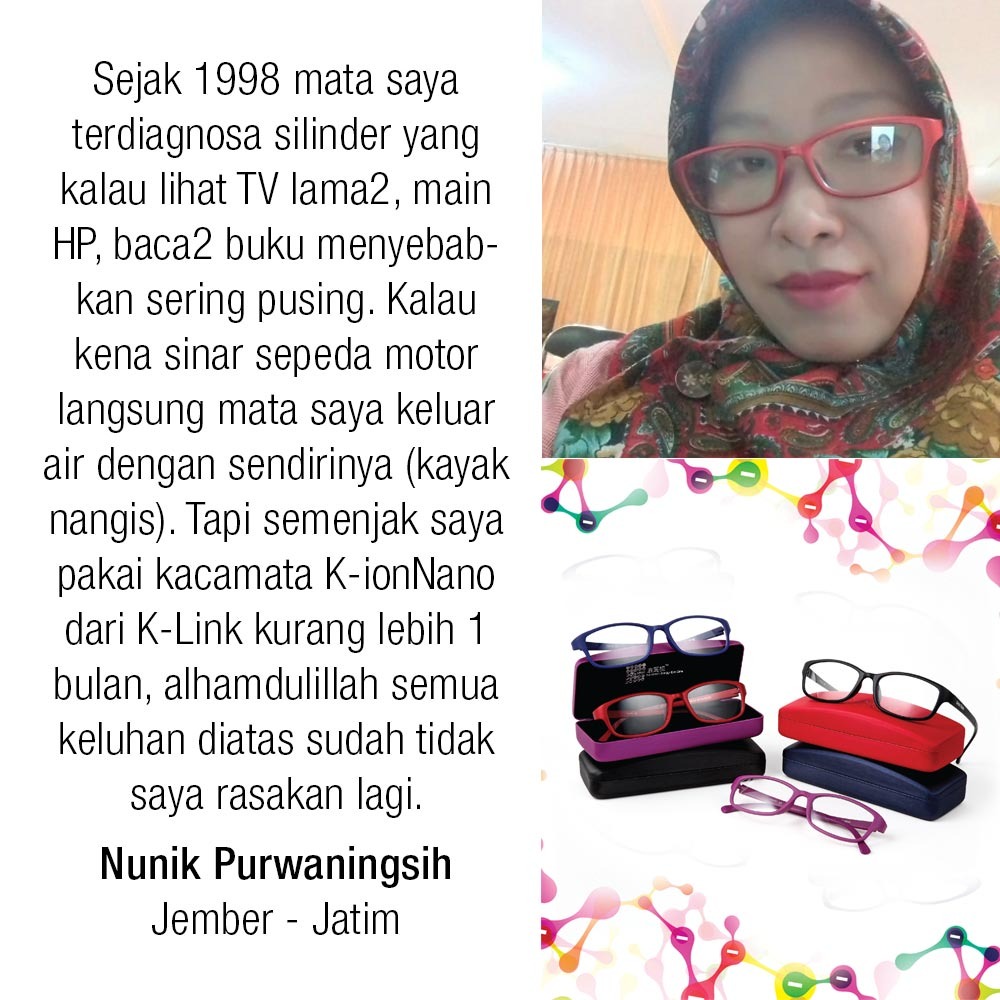 Sejak 1998 mata saya
terdiagnosa silinder yang
kalau lihat TV lama2, main
HP, baca2 buku menyebab-
kan sering pusing. Kalau
kena sinar sepeda motor
langsung mata saya keluar
air dengan sendirinya (kayak
nangis). Tapi semenjak saya
pakai kacamata K-ionNano
dari K-Link kurang lebih 1
bulan, alhamdulillah semua
keluhan diatas sudah tidak
saya rasakan lagi.
Nunik Purwaningsih
Jember - Jatim